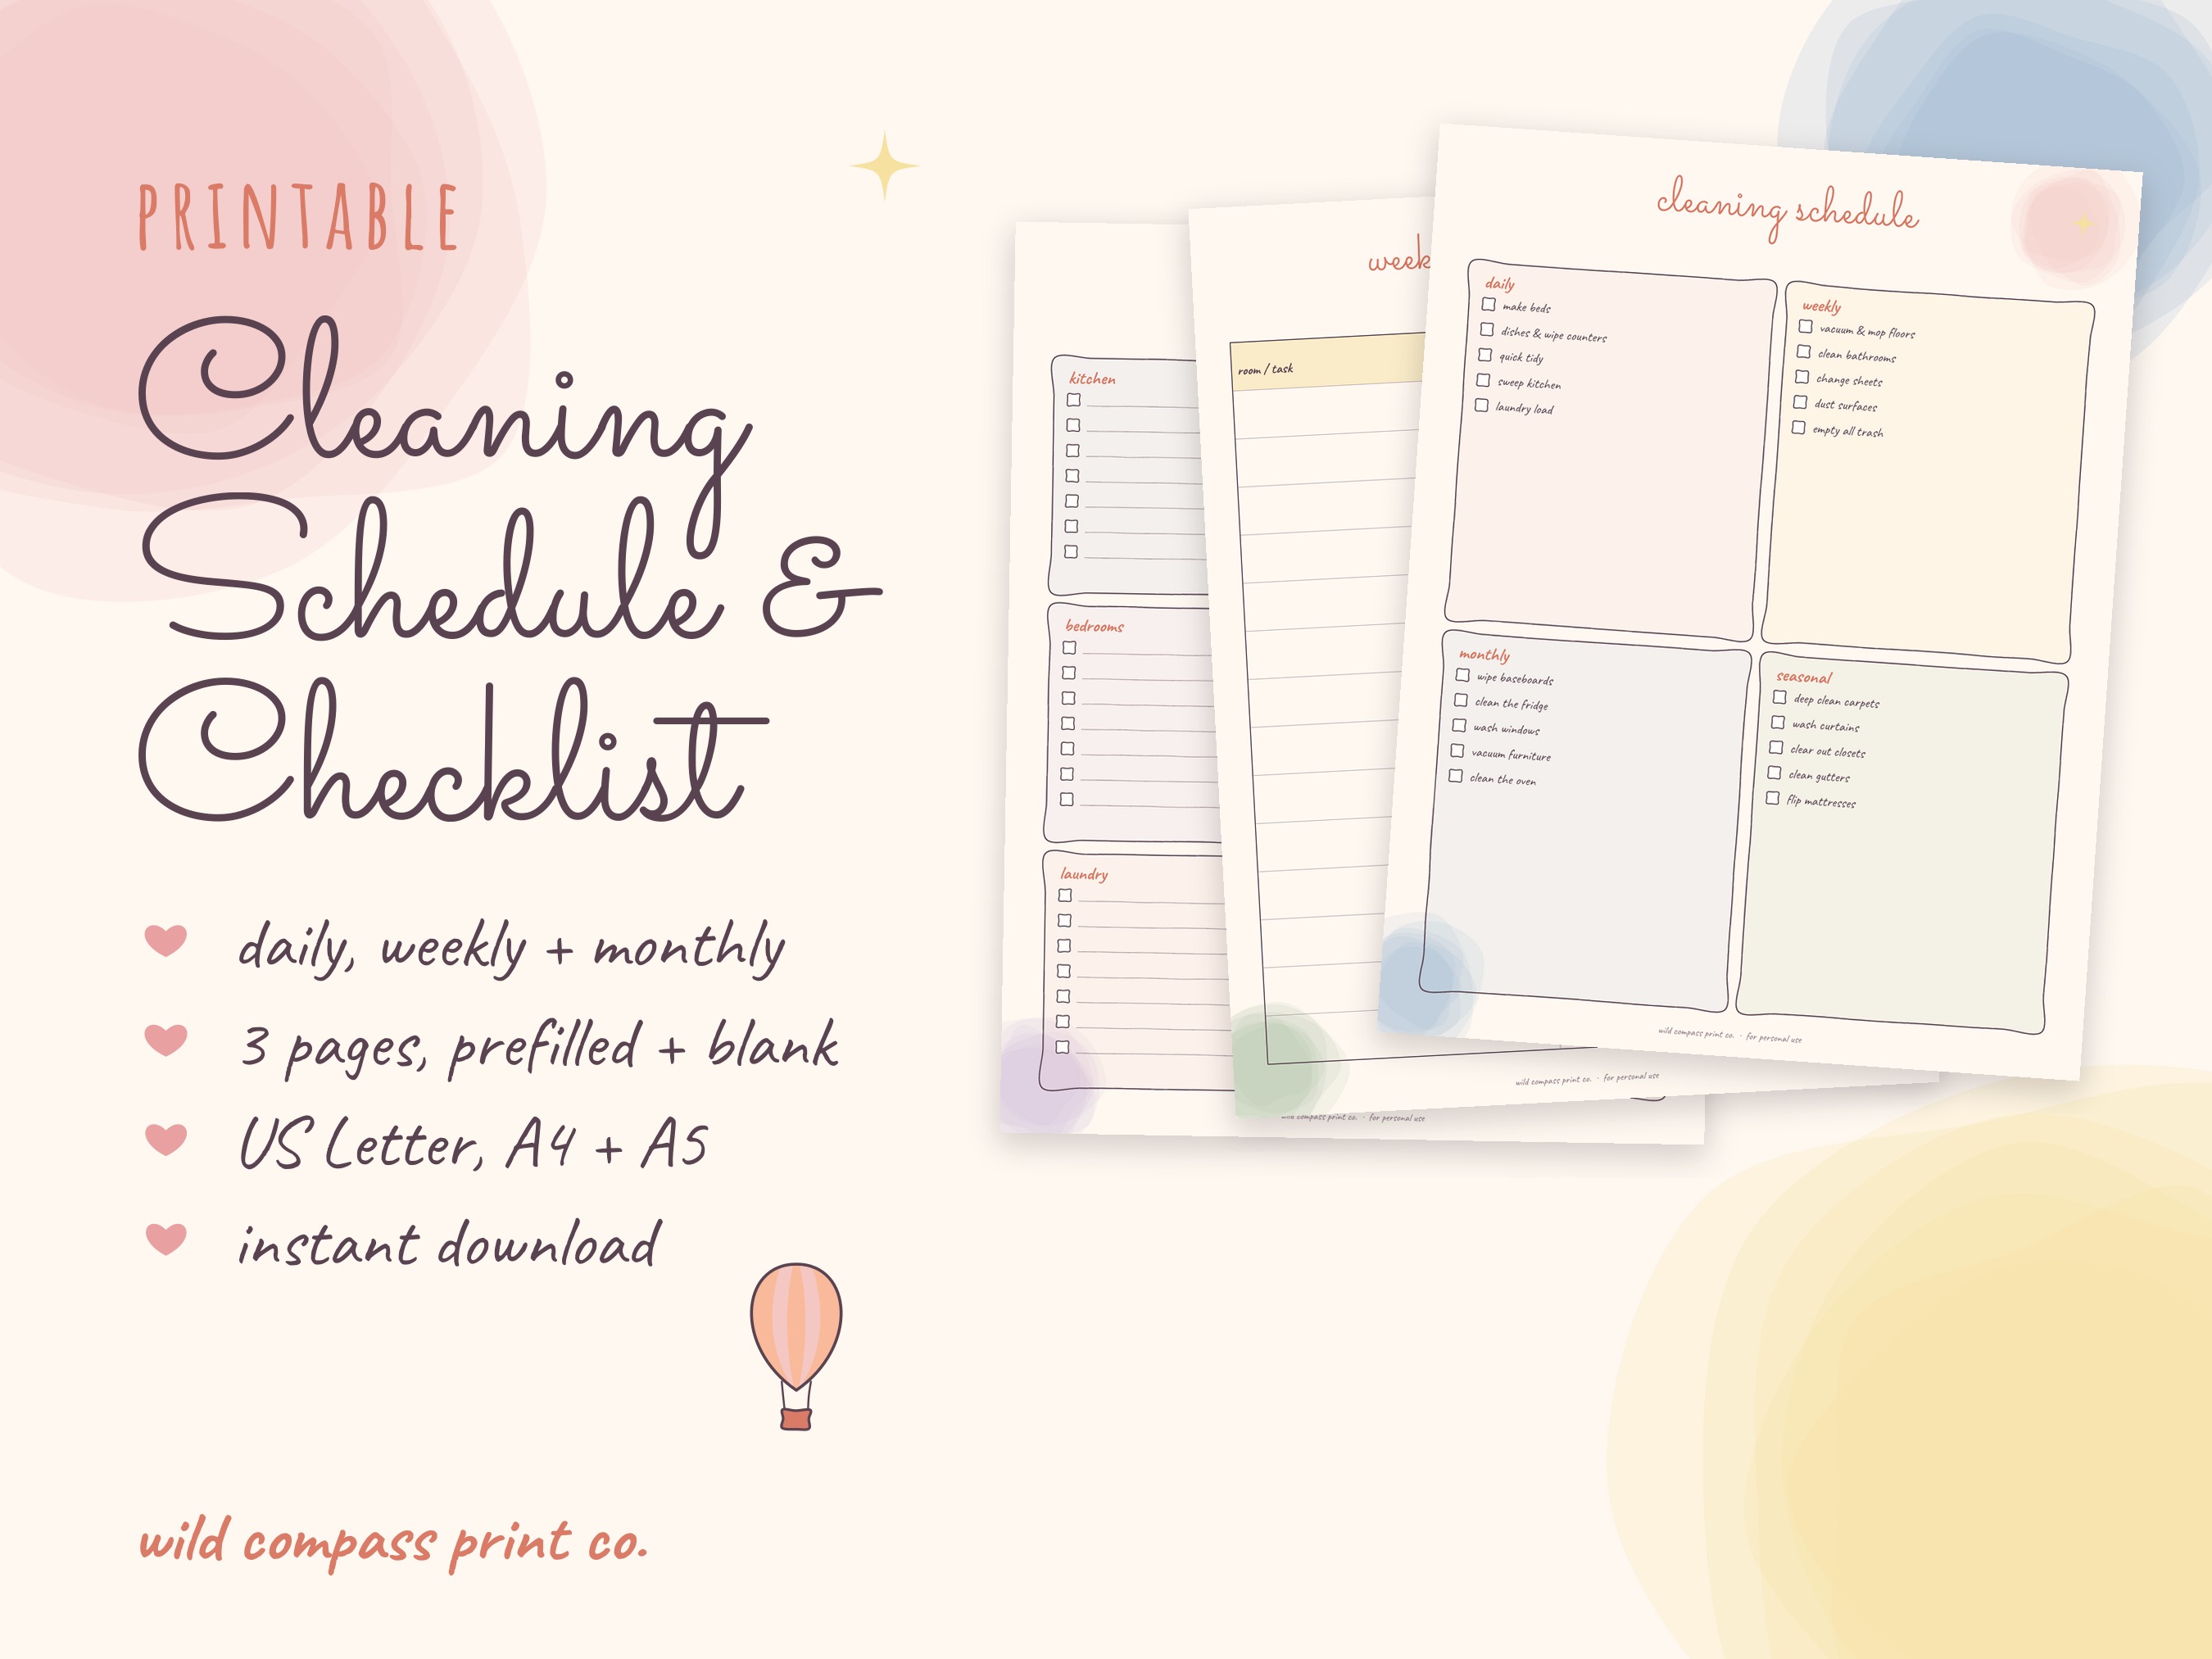 PRINTABLE
Cleaning
Schedule &
Checklist
daily, weekly + monthly
3 pages, prefilled + blank
US Letter, A4 + A5
instant download
wild compass print co.
kitchen
bedrooms
laundry
wild compass print co. · for personal use
week
room / task
wild compass print co. · for personal use
cleaning schedule
daily
make beds
dishes & wipe counters
quick tidy
sweep kitchen
laundry load
weekly
vacuum & mop floors
clean bathrooms
change sheets
dust surfaces
empty all trash
monthly
wipe baseboards
clean the fridge
wash windows
vacuum furniture
clean the oven
seasonal
deep clean carpets
wash curtains
clear out closets
clean gutters
flip mattresses
wild compass print co. · for personal use